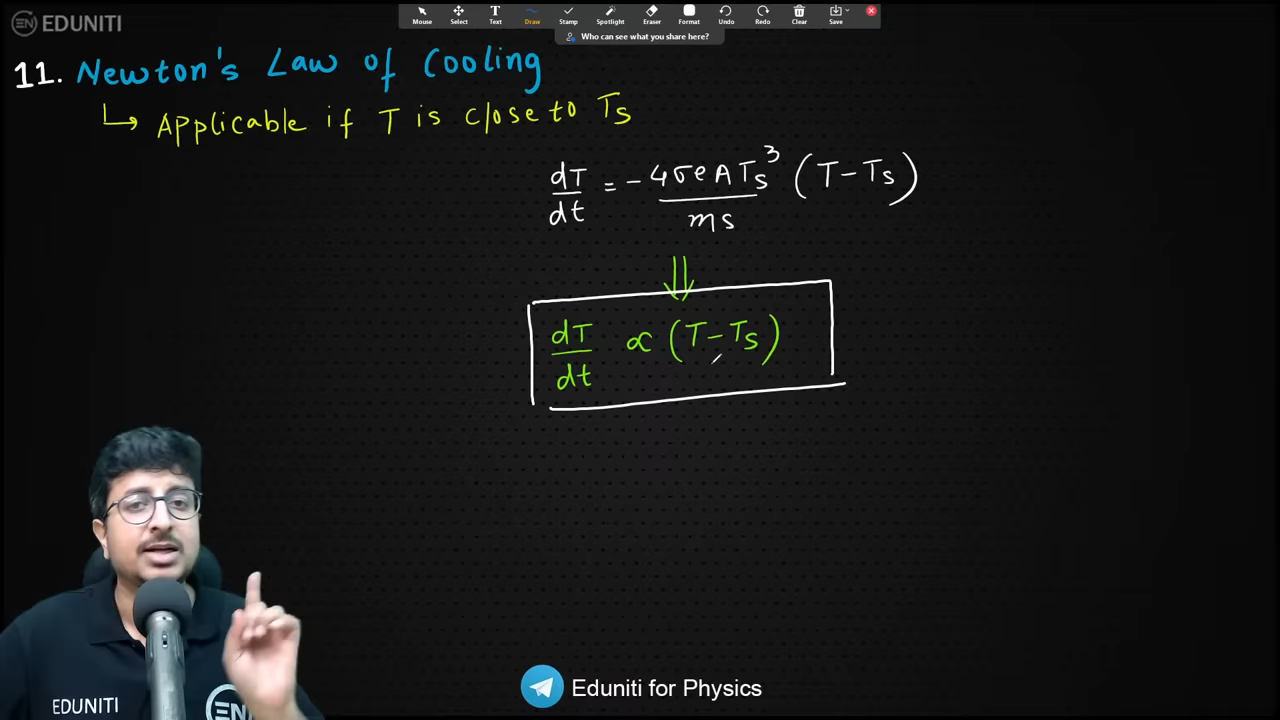 EDUNITI
Mouse Select Text Draw Stamp Spotlight Eraser Format Undo Redo Clear Save
Who can see what you share here?
11. Newton's Law of Cooling
↳ Applicable if T is close to Ts
dT/dt = - 4σeATs³/ms (T-Ts)
⇓
dT/dt ∝ (T-Ts)
EDUNITI
EN
Eduniti for Physics